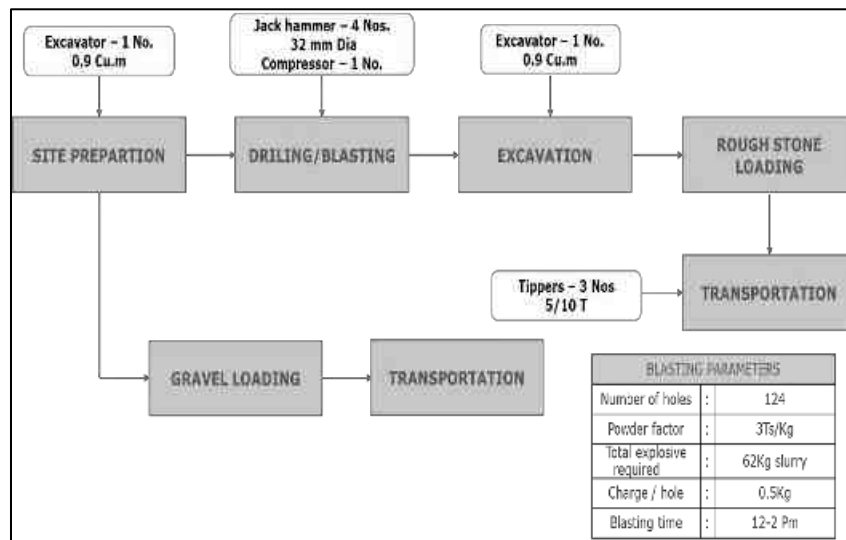 Excavator – 1 No.
0.9 Cu.m
Jack hammer – 4 Nos.
32 mm Dia
Compressor – 1 No.
Excavator – 1 No.
0.9 Cu.m
SITE PREPARTION
DRILING/BLASTING
EXCAVATION
ROUGH STONE
LOADING
Tippers – 3 Nos
5/10 T
TRANSPORTATION
GRAVEL LOADING
TRANSPORTATION
BLASTING PARAMETERS
Number of holes : 124
Powder factor : 3Ts/Kg
Total explosive
required : 62Kg slurry
Charge / hole : 0.5Kg
Blasting time : 12-2 Pm